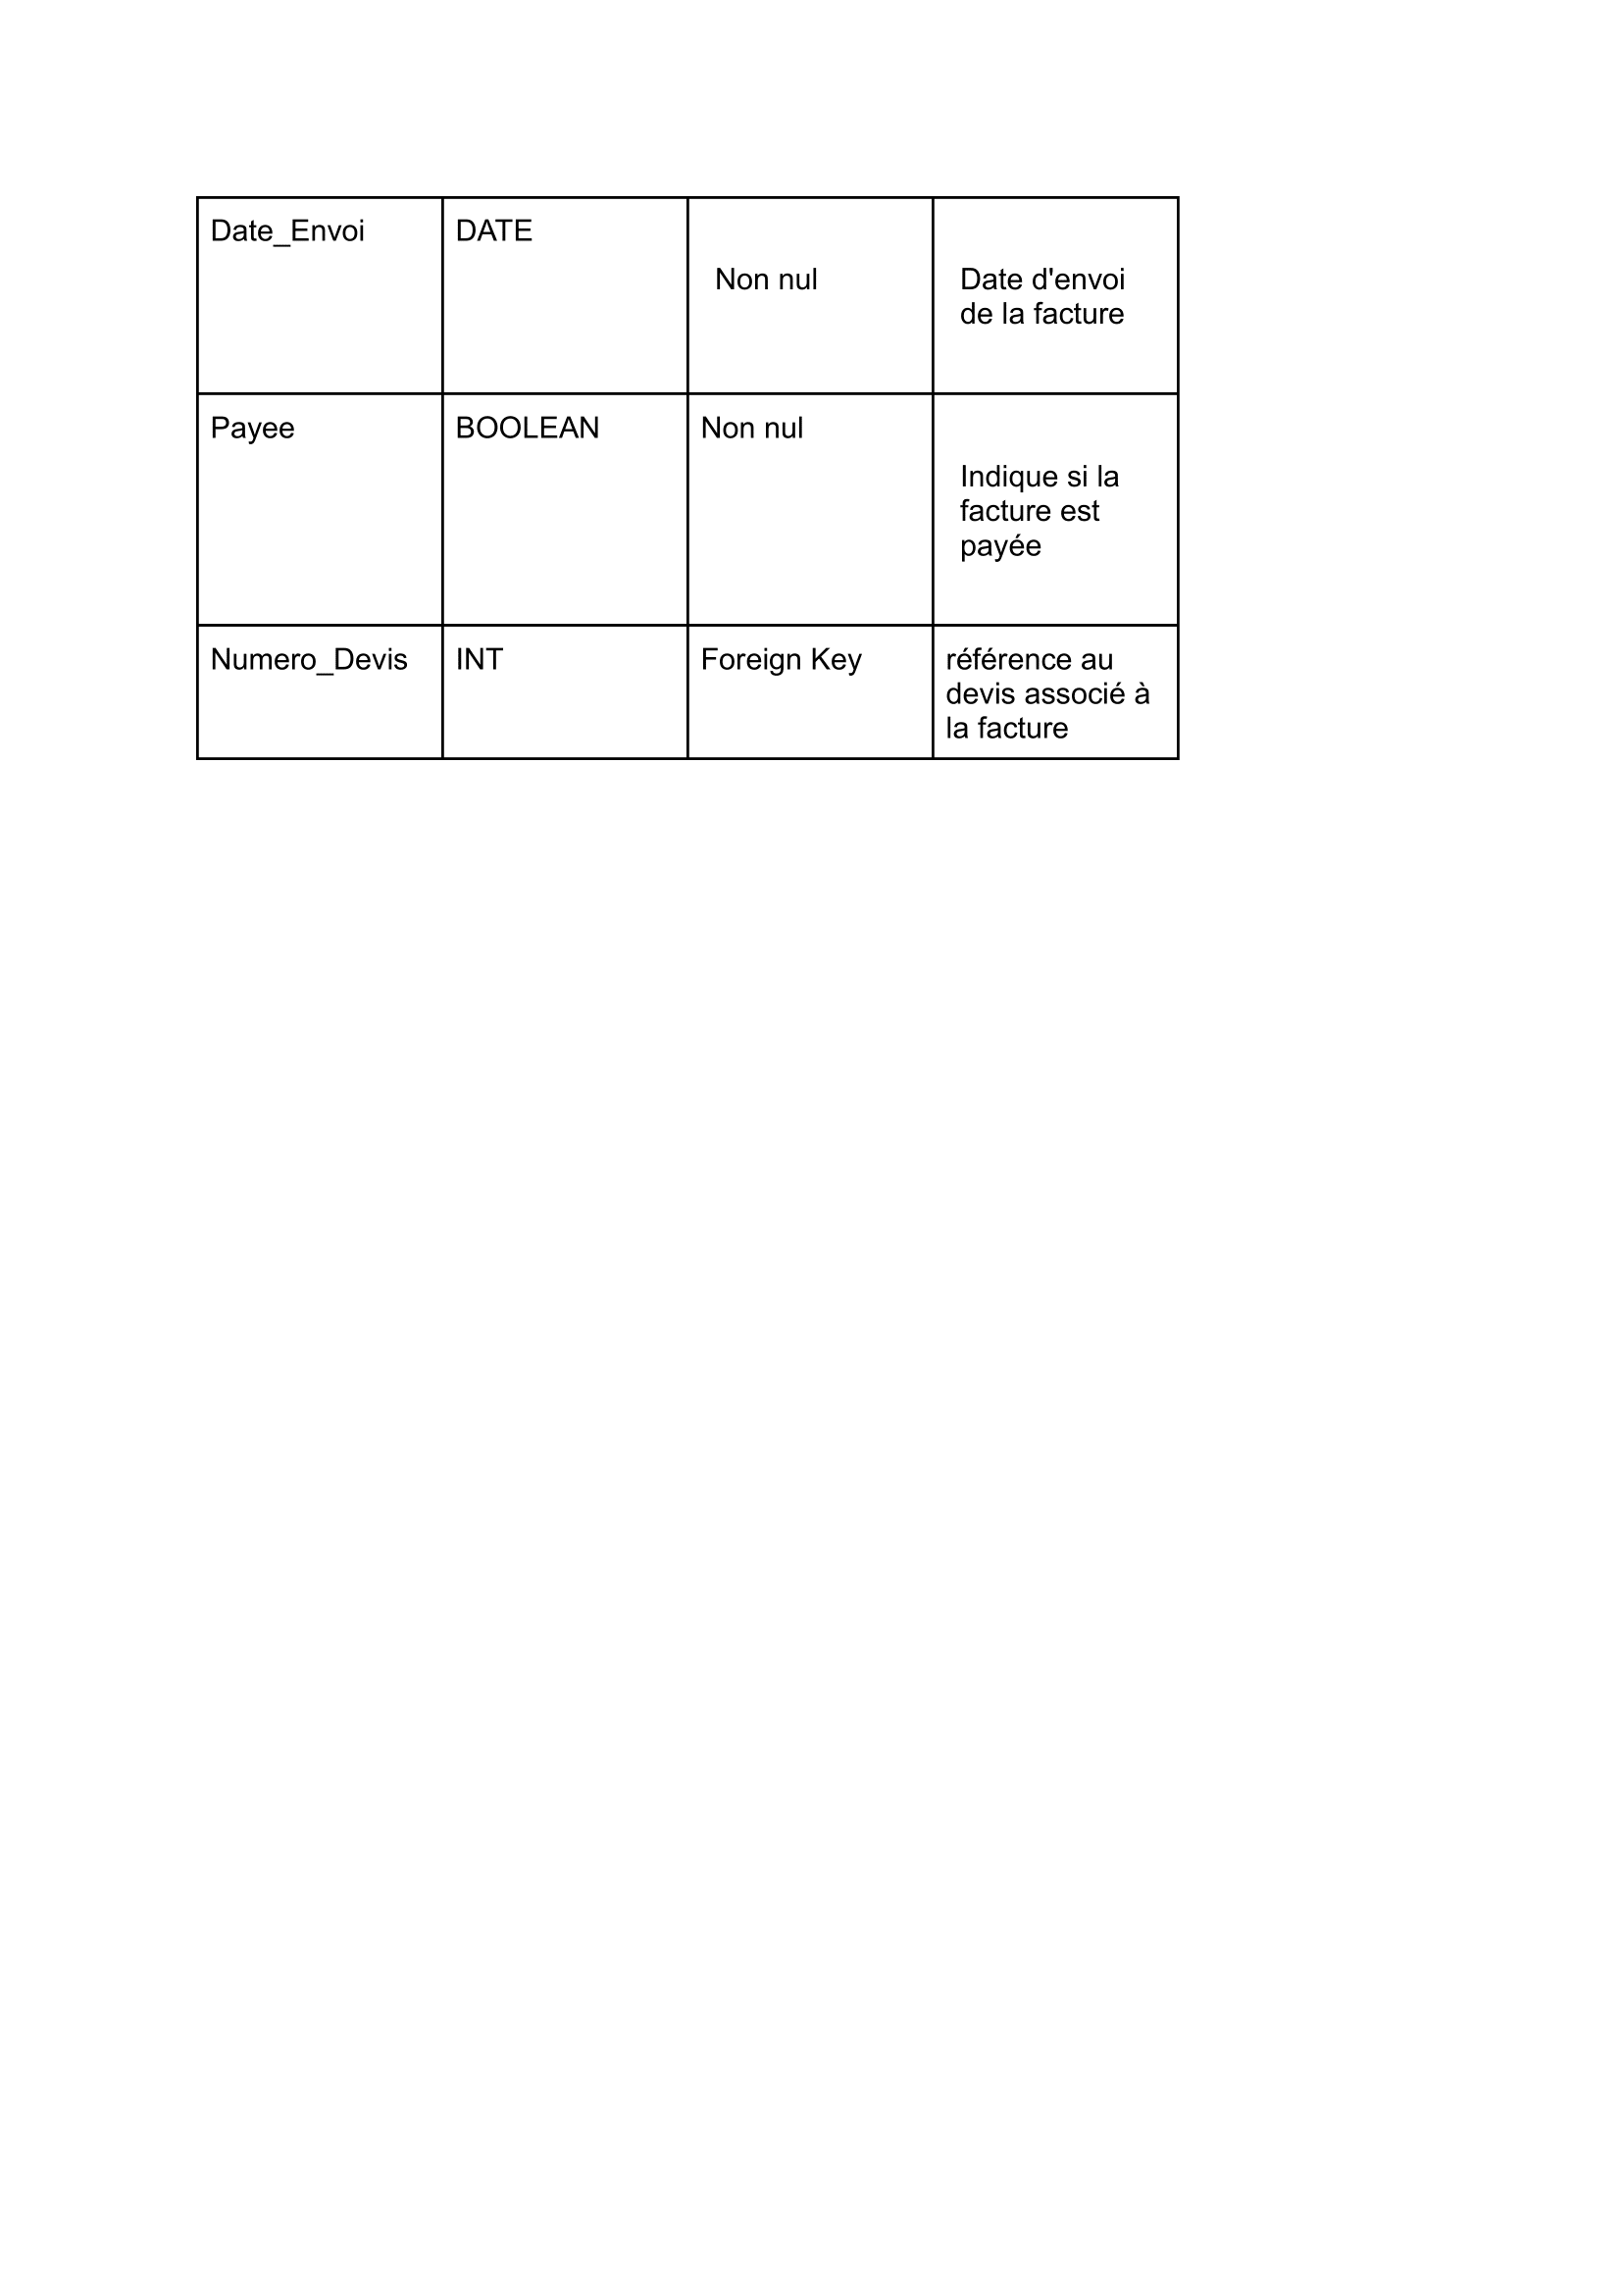 Date_Envoi
DATE
Non nul
Date d'envoi
de la facture
Payee
BOOLEAN
Non nul
Indique si la
facture est
payée
Numero_Devis
INT
Foreign Key
référence au
devis associé à
la facture